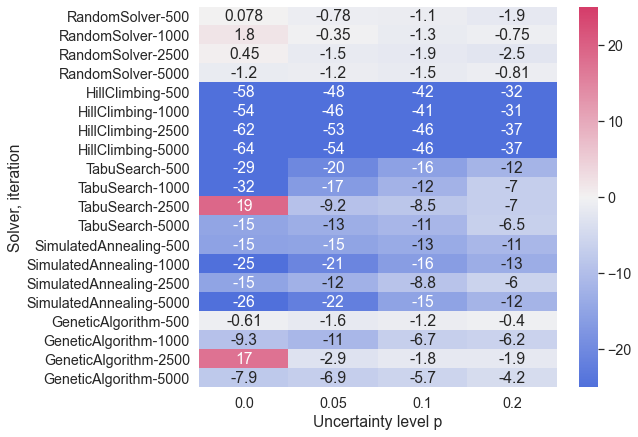 Solver, iteration
RandomSolver-500 0.078 -0.78 -1.1 -1.9
RandomSolver-1000 1.8 -0.35 -1.3 -0.75
RandomSolver-2500 0.45 -1.5 -1.9 -2.5
RandomSolver-5000 -1.2 -1.2 -1.5 -0.81
HillClimbing-500 -58 -48 -42 -32
HillClimbing-1000 -54 -46 -41 -31
HillClimbing-2500 -62 -53 -46 -37
HillClimbing-5000 -64 -54 -46 -37
TabuSearch-500 -29 -20 -16 -12
TabuSearch-1000 -32 -17 -12 -7
TabuSearch-2500 19 -9.2 -8.5 -7
TabuSearch-5000 -15 -13 -11 -6.5
SimulatedAnnealing-500 -15 -15 -13 -11
SimulatedAnnealing-1000 -25 -21 -16 -13
SimulatedAnnealing-2500 -15 -12 -8.8 -6
SimulatedAnnealing-5000 -26 -22 -15 -12
GeneticAlgorithm-500 -0.61 -1.6 -1.2 -0.4
GeneticAlgorithm-1000 -9.3 -11 -6.7 -6.2
GeneticAlgorithm-2500 17 -2.9 -1.8 -1.9
GeneticAlgorithm-5000 -7.9 -6.9 -5.7 -4.2
0.0 0.05 0.1 0.2
Uncertainty level p
20
10
0
−10
−20